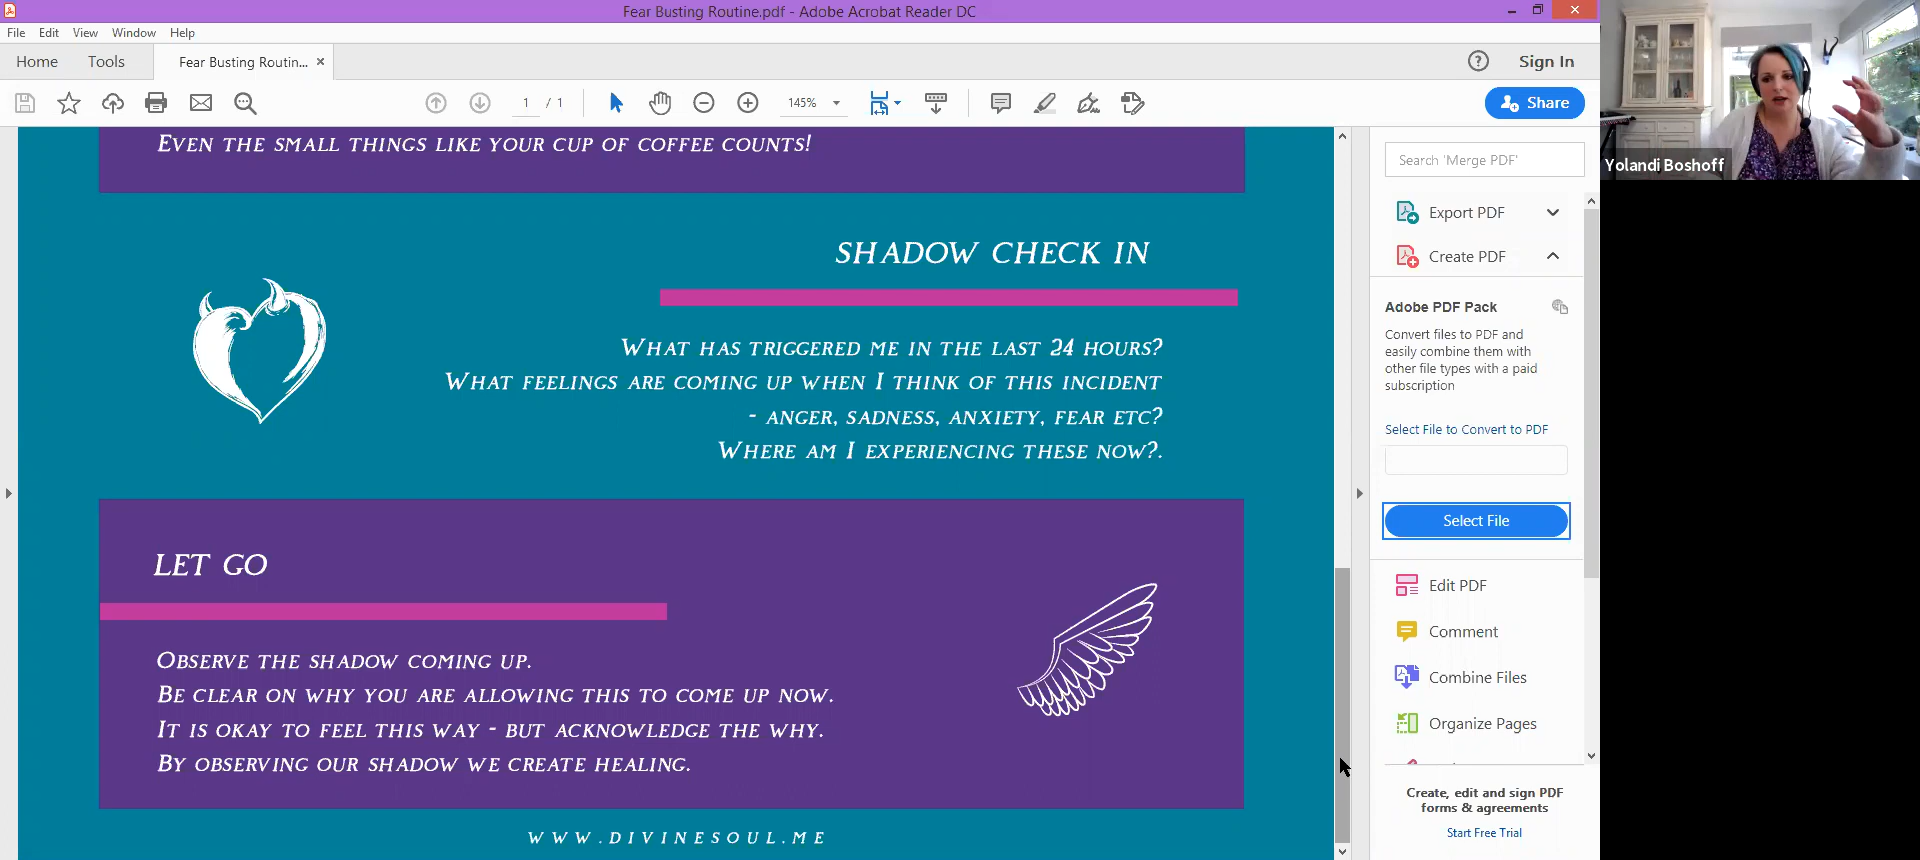 Fear Busting Routine.pdf - Adobe Acrobat Reader DC
File Edit View Window Help
Home Tools Fear Busting Routin... × Sign In
1 / 1 145% Share
EVEN THE SMALL THINGS LIKE YOUR CUP OF COFFEE COUNTS!
SHADOW CHECK IN
WHAT HAS TRIGGERED ME IN THE LAST 24 HOURS?
WHAT FEELINGS ARE COMING UP WHEN I THINK OF THIS INCIDENT
- ANGER, SADNESS, ANXIETY, FEAR ETC?
WHERE AM I EXPERIENCING THESE NOW?.
LET GO
OBSERVE THE SHADOW COMING UP.
BE CLEAR ON WHY YOU ARE ALLOWING THIS TO COME UP NOW.
IT IS OKAY TO FEEL THIS WAY - BUT ACKNOWLEDGE THE WHY.
BY OBSERVING OUR SHADOW WE CREATE HEALING.
WWW.DIVINESOUL.ME
Search 'Merge PDF'
Export PDF
Create PDF
Adobe PDF Pack
Convert files to PDF and
easily combine them with
other file types with a paid
subscription
Select File to Convert to PDF
Select File
Edit PDF
Comment
Combine Files
Organize Pages
Create, edit and sign PDF
forms & agreements
Start Free Trial
Yolandi Boshoff